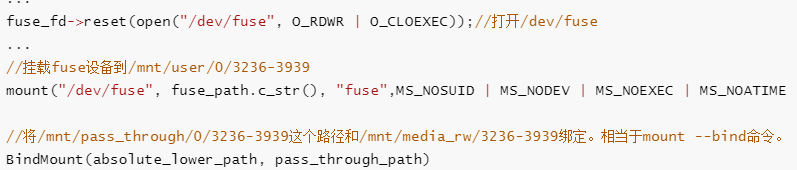 ...
fuse_fd->reset(open("/dev/fuse", O_RDWR | O_CLOEXEC));//打开/dev/fuse
...
//挂载fuse设备到/mnt/user/0/3236-3939
mount("/dev/fuse", fuse_path.c_str(), "fuse",MS_NOSUID | MS_NODEV | MS_NOEXEC | MS_NOATIME
//将/mnt/pass_through/0/3236-3939这个路径和/mnt/media_rw/3236-3939绑定。相当于mount --bind命令。
BindMount(absolute_lower_path, pass_through_path)